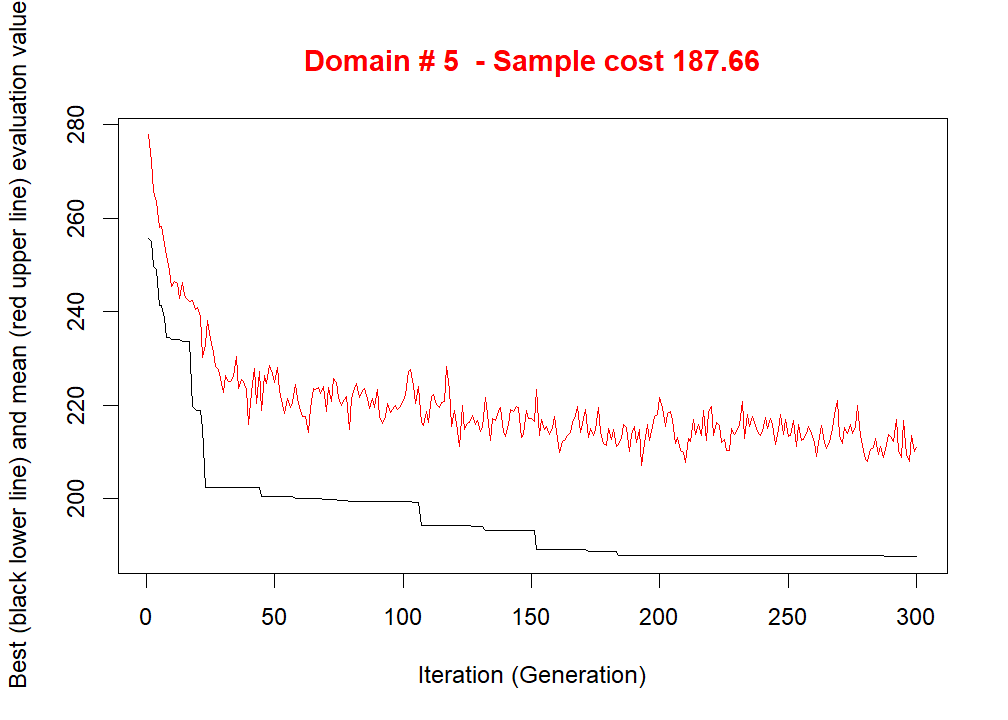 Domain # 5  - Sample cost 187.66
Best (black lower line) and mean (red upper line) evaluation value
280
260
240
220
200
0 50 100 150 200 250 300
Iteration (Generation)